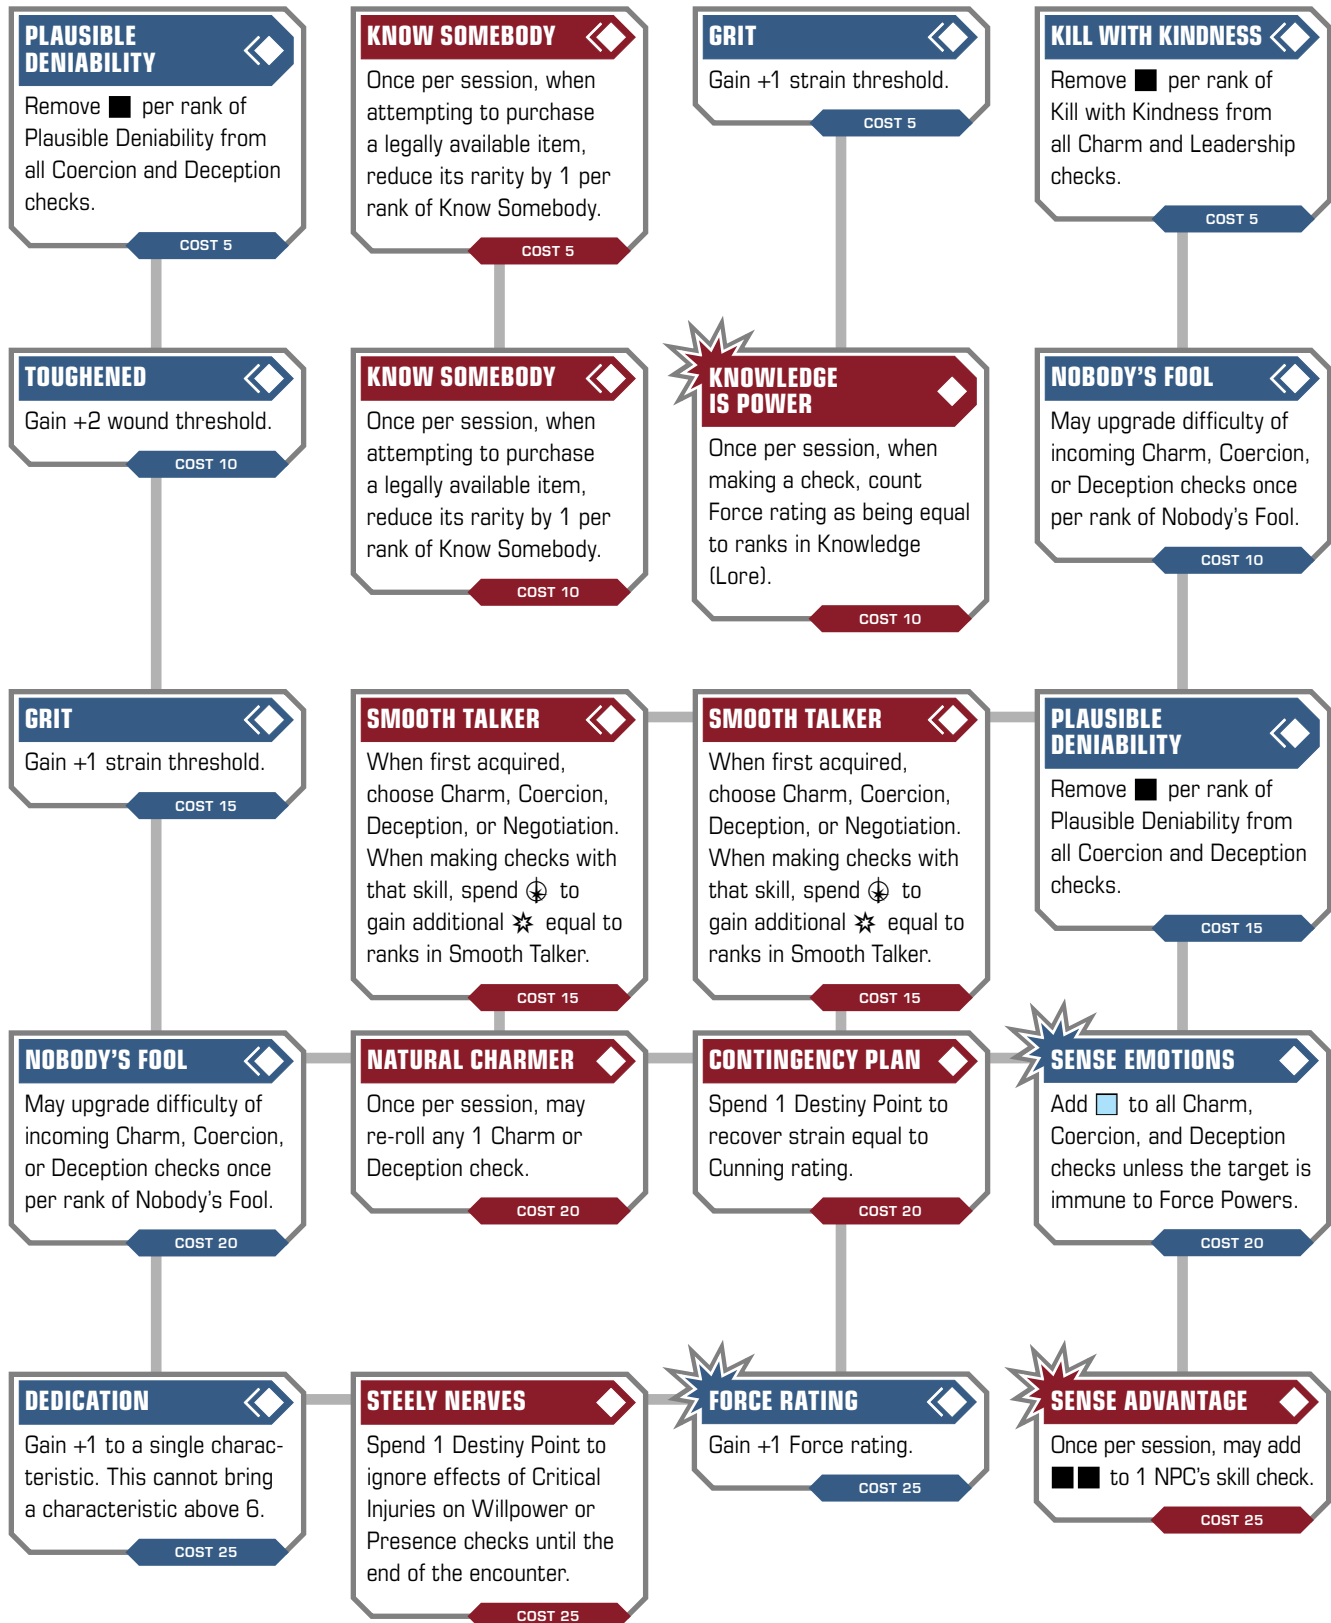 PLAUSIBLE
DENIABILITY
Remove per rank of
Plausible Deniability from
all Coercion and Deception
checks.
COST 5
KNOW SOMEBODY
Once per session, when
attempting to purchase
a legally available item,
reduce its rarity by 1 per
rank of Know Somebody.
COST 5
GRIT
Gain +1 strain threshold.
COST 5
KILL WITH KINDNESS
Remove per rank of
Kill with Kindness from
all Charm and Leadership
checks.
COST 5
TOUGHENED
Gain +2 wound threshold.
COST 10
KNOW SOMEBODY
Once per session, when
attempting to purchase
a legally available item,
reduce its rarity by 1 per
rank of Know Somebody.
COST 10
KNOWLEDGE
IS POWER
Once per session, when
making a check, count
Force rating as being equal
to ranks in Knowledge
(Lore).
COST 10
NOBODY'S FOOL
May upgrade difficulty of
incoming Charm, Coercion,
or Deception checks once
per rank of Nobody's Fool.
COST 10
GRIT
Gain +1 strain threshold.
COST 15
SMOOTH TALKER
When first acquired,
choose Charm, Coercion,
Deception, or Negotiation.
When making checks with
that skill, spend to
gain additional equal to
ranks in Smooth Talker.
COST 15
SMOOTH TALKER
When first acquired,
choose Charm, Coercion,
Deception, or Negotiation.
When making checks with
that skill, spend to
gain additional equal to
ranks in Smooth Talker.
COST 15
PLAUSIBLE
DENIABILITY
Remove per rank of
Plausible Deniability from
all Coercion and Deception
checks.
COST 15
NOBODY'S FOOL
May upgrade difficulty of
incoming Charm, Coercion,
or Deception checks once
per rank of Nobody's Fool.
COST 20
NATURAL CHARMER
Once per session, may
re-roll any 1 Charm or
Deception check.
COST 20
CONTINGENCY PLAN
Spend 1 Destiny Point to
recover strain equal to
Cunning rating.
COST 20
SENSE EMOTIONS
Add to all Charm,
Coercion, and Deception
checks unless the target is
immune to Force Powers.
COST 20
DEDICATION
Gain +1 to a single charac-
teristic. This cannot bring
a characteristic above 6.
COST 25
STEELY NERVES
Spend 1 Destiny Point to
ignore effects of Critical
Injuries on Willpower or
Presence checks until the
end of the encounter.
COST 25
FORCE RATING
Gain +1 Force rating.
COST 25
SENSE ADVANTAGE
Once per session, may add
to 1 NPC's skill check.
COST 25